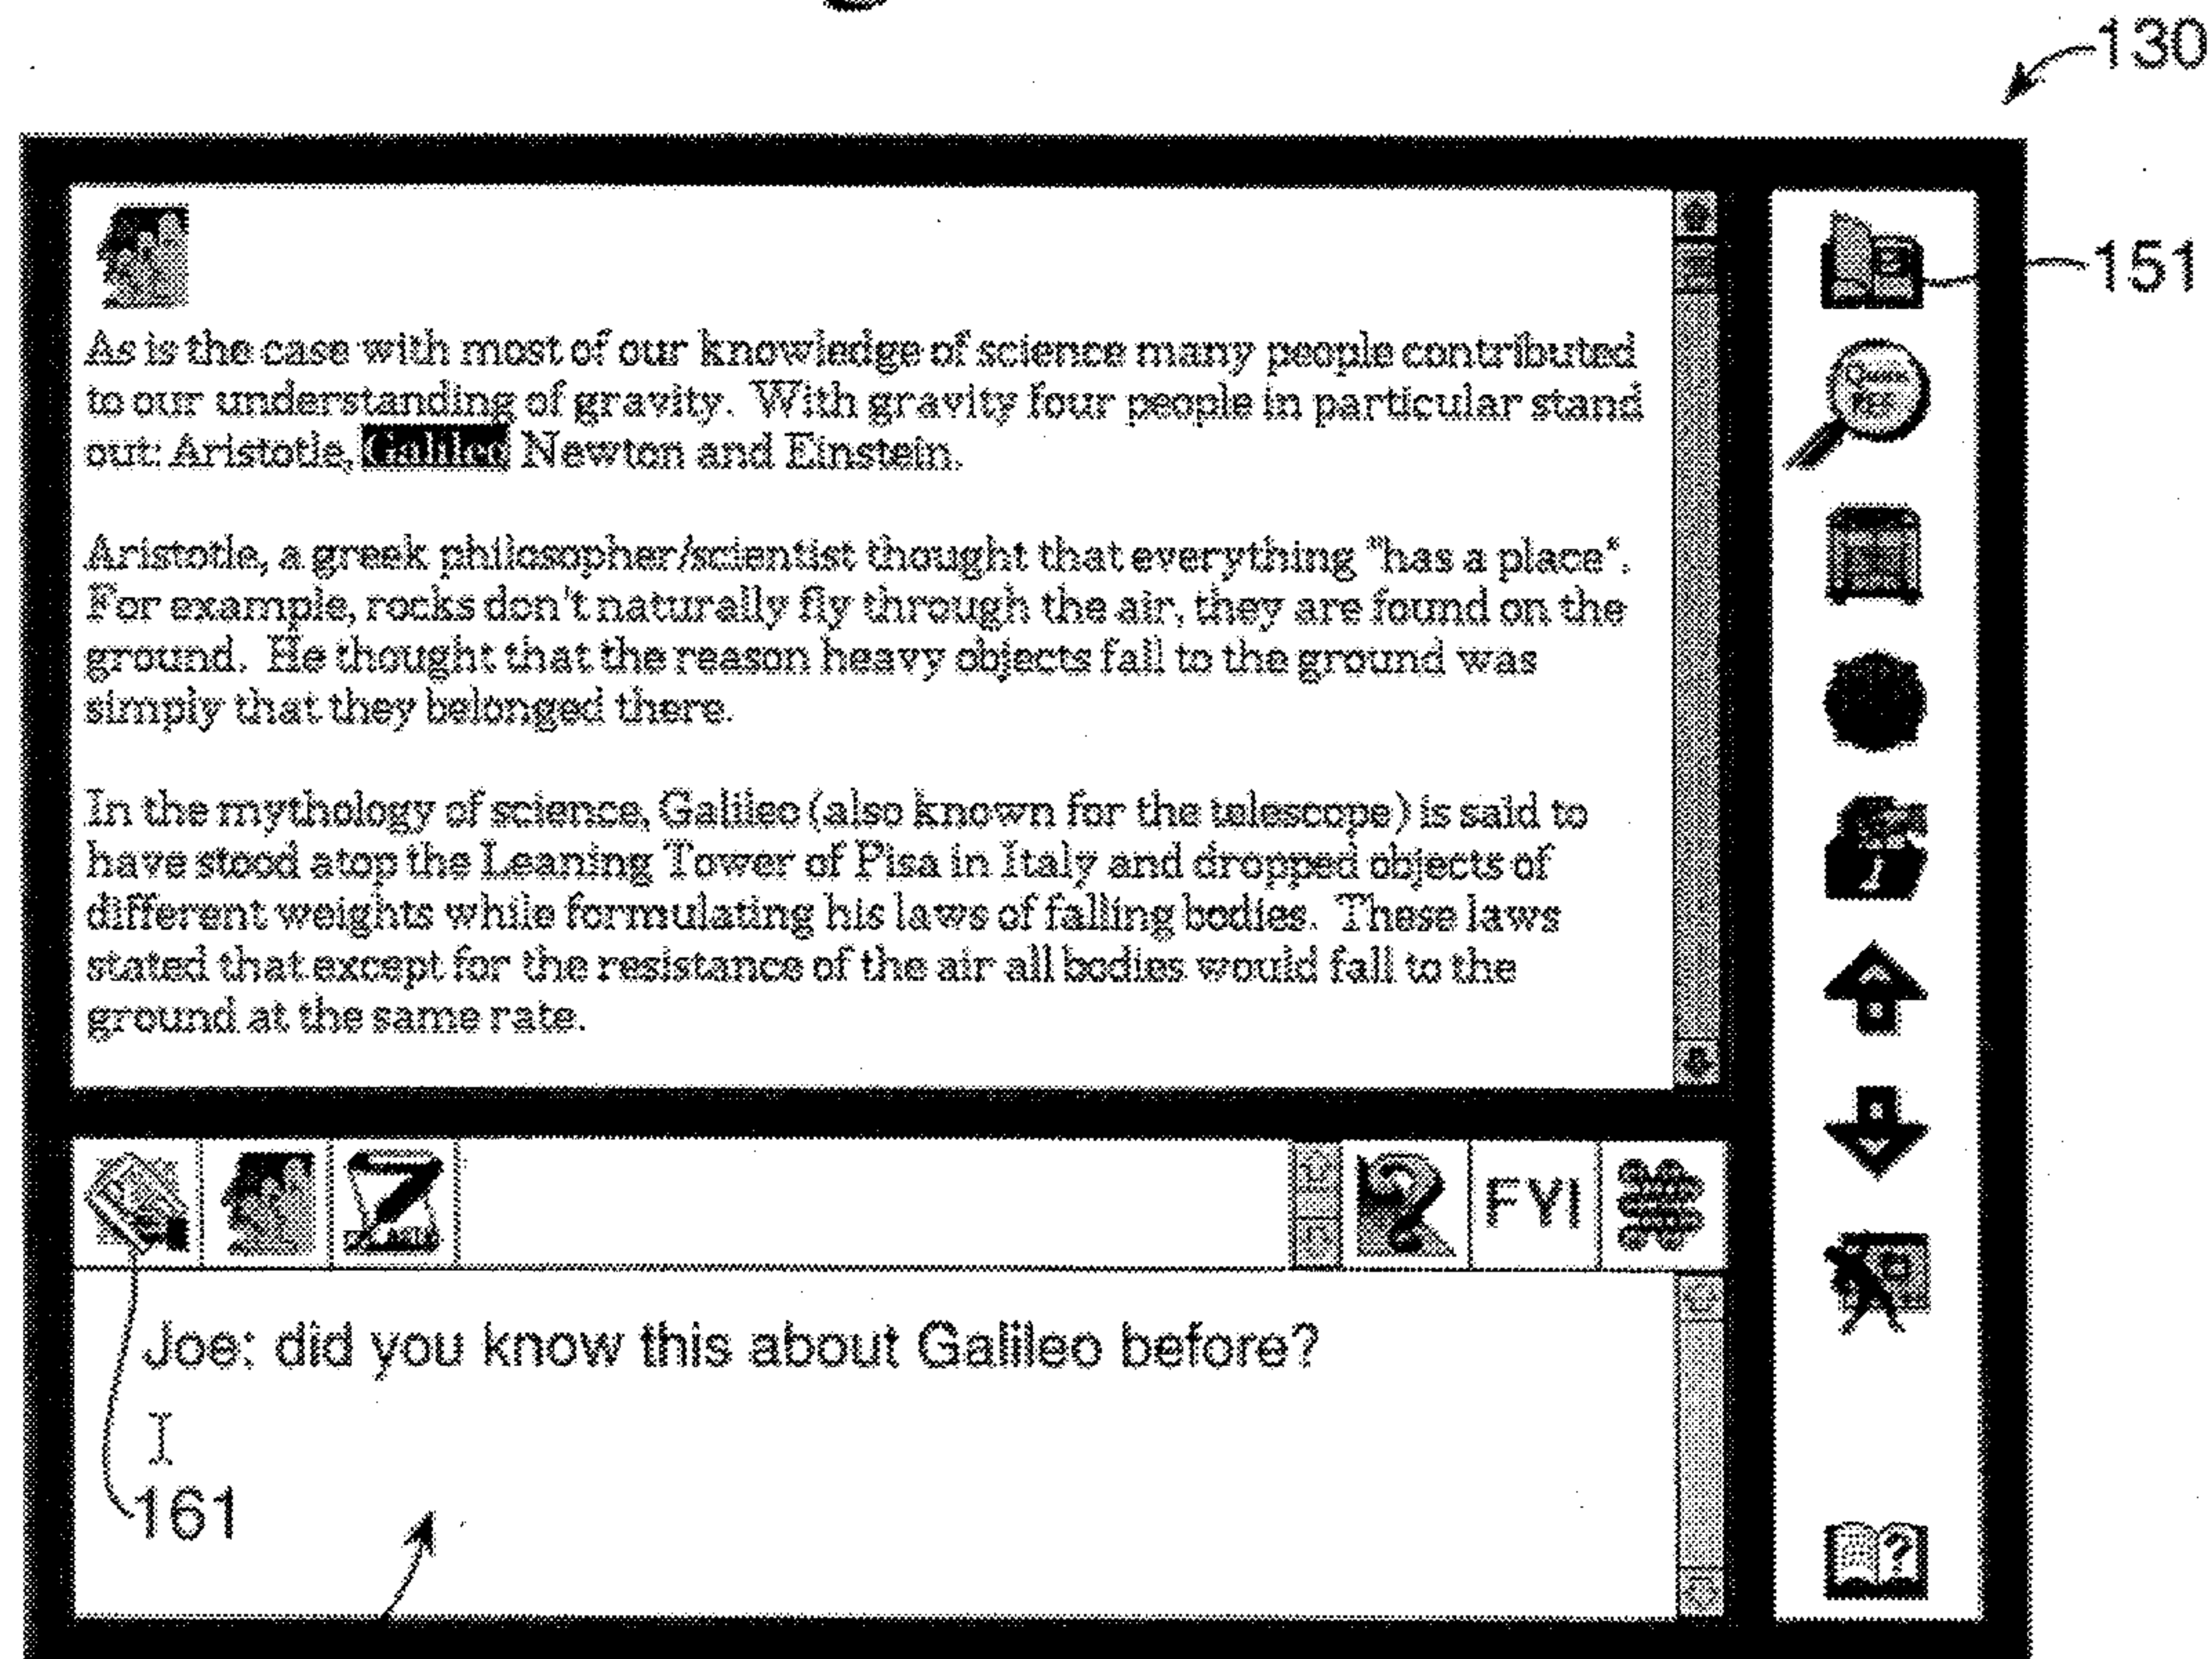 130
151
As is the case with most of our knowledge of science many people contributed
to our understanding of gravity. With gravity four people in particular stand
out: Aristotle, Galileo Newton and Einstein.
Aristotle, a greek philosopher/scientist thought that everything "has a place".
For example, rocks don't naturally fly through the air, they are found on the
ground. He thought that the reason heavy objects fall to the ground was
simply that they belonged there.
In the mythology of science, Galileo (also known for the telescope) is said to
have stood atop the Leaning Tower of Pisa in Italy and dropped objects of
different weights while formulating his laws of falling bodies. These laws
stated that except for the resistance of the air all bodies would fall to the
ground at the same rate.
FYI
Joe: did you know this about Galileo before?
161
?